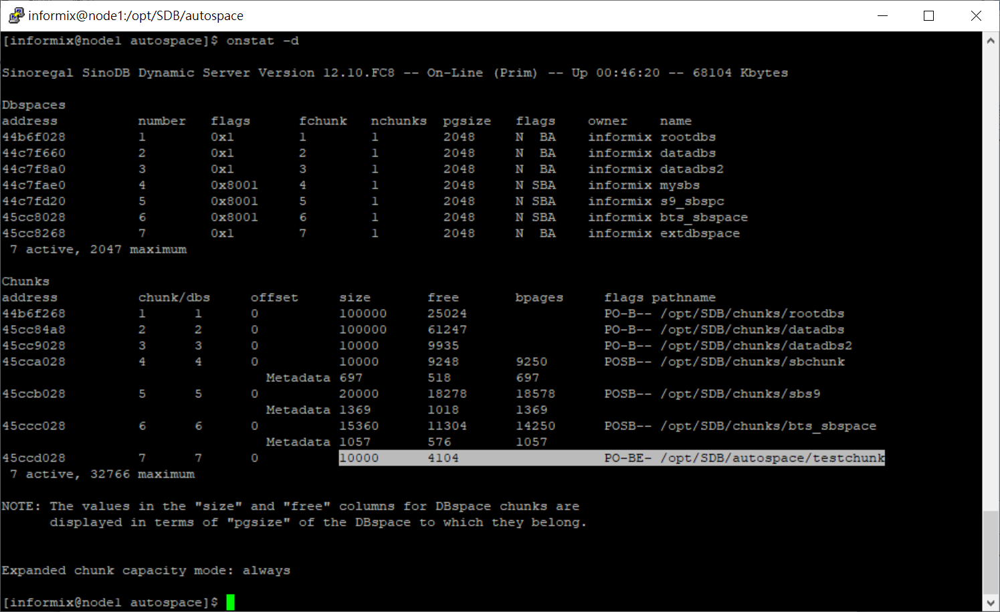 informix@node1:/opt/SDB/autospace
[informix@node1 autospace]$ onstat -d
Sinoregal SinoDB Dynamic Server Version 12.10.FC8 -- On-Line (Prim) -- Up 00:46:20 -- 68104 Kbytes
Dbspaces
address number flags fchunk nchunks pgsize flags owner name
44b6f028 1 0x1 1 1 2048 N BA informix rootdbs
44c7f660 2 0x1 2 1 2048 N BA informix datadbs
44c7f8a0 3 0x1 3 1 2048 N BA informix datadbs2
44c7fae0 4 0x8001 4 1 2048 N SBA informix mysbs
44c7fd20 5 0x8001 5 1 2048 N SBA informix s9_sbspc
45cc8028 6 0x8001 6 1 2048 N SBA informix bts_sbspace
45cc8268 7 0x1 7 1 2048 N BA informix extdbspace
7 active, 2047 maximum
Chunks
address chunk/dbs offset size free bpages flags pathname
44b6f268 1 1 0 100000 25024 PO-B-- /opt/SDB/chunks/rootdbs
45cc84a8 2 2 0 100000 61247 PO-B-- /opt/SDB/chunks/datadbs
45cc9028 3 3 0 10000 9935 PO-B-- /opt/SDB/chunks/datadbs2
45cca028 4 4 0 10000 9248 9250 POSB-- /opt/SDB/chunks/sbchunk
Metadata 697 518 697
45ccb028 5 5 0 20000 18278 18578 POSB-- /opt/SDB/chunks/sbs9
Metadata 1369 1018 1369
45ccc028 6 6 0 15360 11304 14250 POSB-- /opt/SDB/chunks/bts_sbspace
Metadata 1057 576 1057
45ccd028 7 7 0 10000 4104 PO-BE- /opt/SDB/autospace/testchunk
7 active, 32766 maximum
NOTE: The values in the "size" and "free" columns for DBspace chunks are
displayed in terms of "pgsize" of the DBspace to which they belong.
Expanded chunk capacity mode: always
[informix@node1 autospace]$